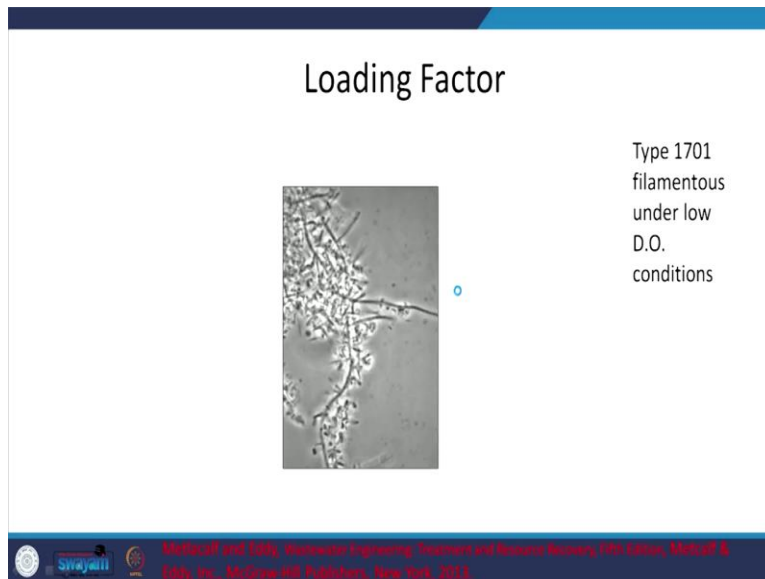 Loading Factor
Type 1701
filamentous
under low
D.O.
conditions
swayam
Metlacalf and Eddy, Wastewater Engineering: Treatment and Resource Recovery, Fifth Edition, Metcalf &
Eddy, Inc., McGraw-Hill Publishers, New York, 2013.